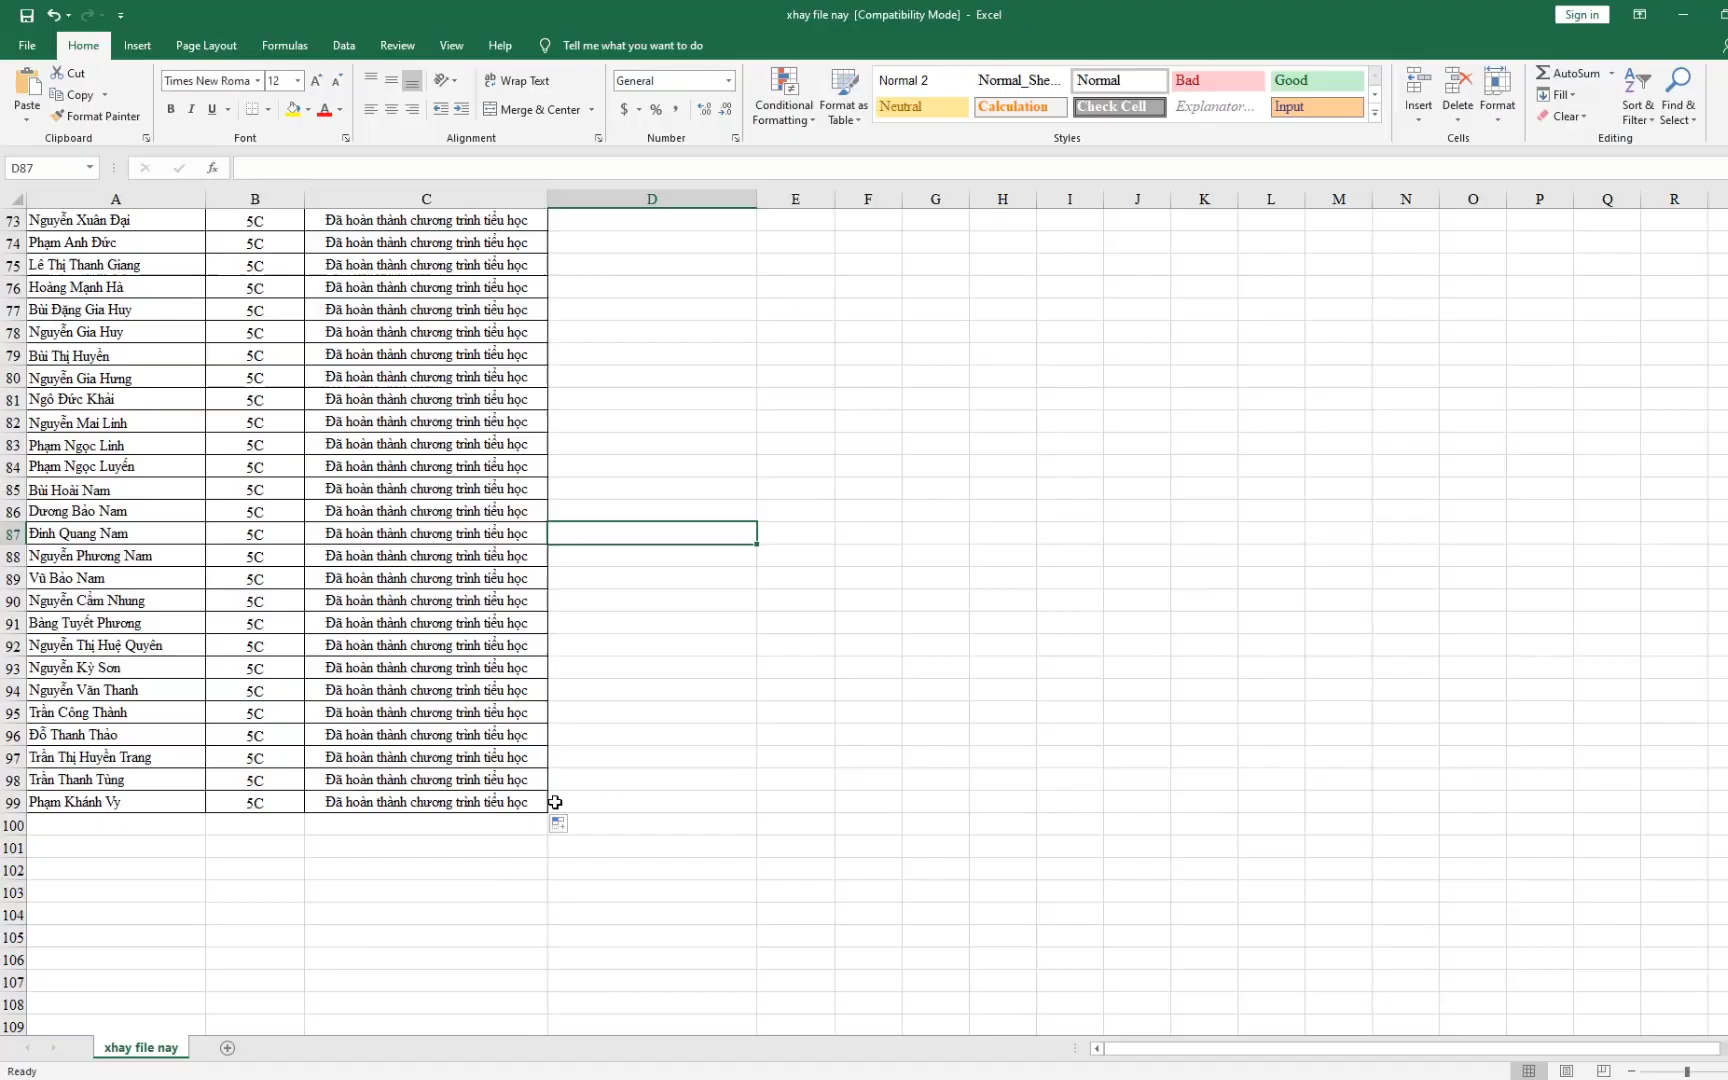 xhay file nay  [Compatibility Mode]  -  Excel
Sign in
File Home Insert Page Layout Formulas Data Review View Help Tell me what you want to do
Paste
Cut
Copy
Format Painter
Clipboard
Times New Roma 12
B I U
Font
Wrap Text
Merge & Center
Alignment
General
$ % ,
Number
Conditional Formatting
Format as Table
Normal 2 Normal_She... Normal Bad Good
Neutral Calculation Check Cell Explanator... Input
Styles
Insert Delete Format
Cells
AutoSum
Fill
Clear
Sort & Filter
Find & Select
Editing
D87
fx
A B C D E F G H I J K L M N O P Q R
73 Nguyễn Xuân Đại 5C Đã hoàn thành chương trình tiểu học
74 Phạm Anh Đức 5C Đã hoàn thành chương trình tiểu học
75 Lê Thị Thanh Giang 5C Đã hoàn thành chương trình tiểu học
76 Hoàng Mạnh Hà 5C Đã hoàn thành chương trình tiểu học
77 Bùi Đặng Gia Huy 5C Đã hoàn thành chương trình tiểu học
78 Nguyễn Gia Huy 5C Đã hoàn thành chương trình tiểu học
79 Bùi Thị Huyền 5C Đã hoàn thành chương trình tiểu học
80 Nguyễn Gia Hưng 5C Đã hoàn thành chương trình tiểu học
81 Ngô Đức Khải 5C Đã hoàn thành chương trình tiểu học
82 Nguyễn Mai Linh 5C Đã hoàn thành chương trình tiểu học
83 Phạm Ngọc Linh 5C Đã hoàn thành chương trình tiểu học
84 Phạm Ngọc Luyến 5C Đã hoàn thành chương trình tiểu học
85 Bùi Hoài Nam 5C Đã hoàn thành chương trình tiểu học
86 Dương Bảo Nam 5C Đã hoàn thành chương trình tiểu học
87 Đinh Quang Nam 5C Đã hoàn thành chương trình tiểu học
88 Nguyễn Phương Nam 5C Đã hoàn thành chương trình tiểu học
89 Vũ Bảo Nam 5C Đã hoàn thành chương trình tiểu học
90 Nguyễn Cẩm Nhung 5C Đã hoàn thành chương trình tiểu học
91 Bàng Tuyết Phương 5C Đã hoàn thành chương trình tiểu học
92 Nguyễn Thị Huệ Quyên 5C Đã hoàn thành chương trình tiểu học
93 Nguyễn Kỳ Sơn 5C Đã hoàn thành chương trình tiểu học
94 Nguyễn Văn Thanh 5C Đã hoàn thành chương trình tiểu học
95 Trần Công Thành 5C Đã hoàn thành chương trình tiểu học
96 Đỗ Thanh Thảo 5C Đã hoàn thành chương trình tiểu học
97 Trần Thị Huyền Trang 5C Đã hoàn thành chương trình tiểu học
98 Trần Thanh Tùng 5C Đã hoàn thành chương trình tiểu học
99 Phạm Khánh Vy 5C Đã hoàn thành chương trình tiểu học
100
101
102
103
104
105
106
107
108
109
xhay file nay
Ready